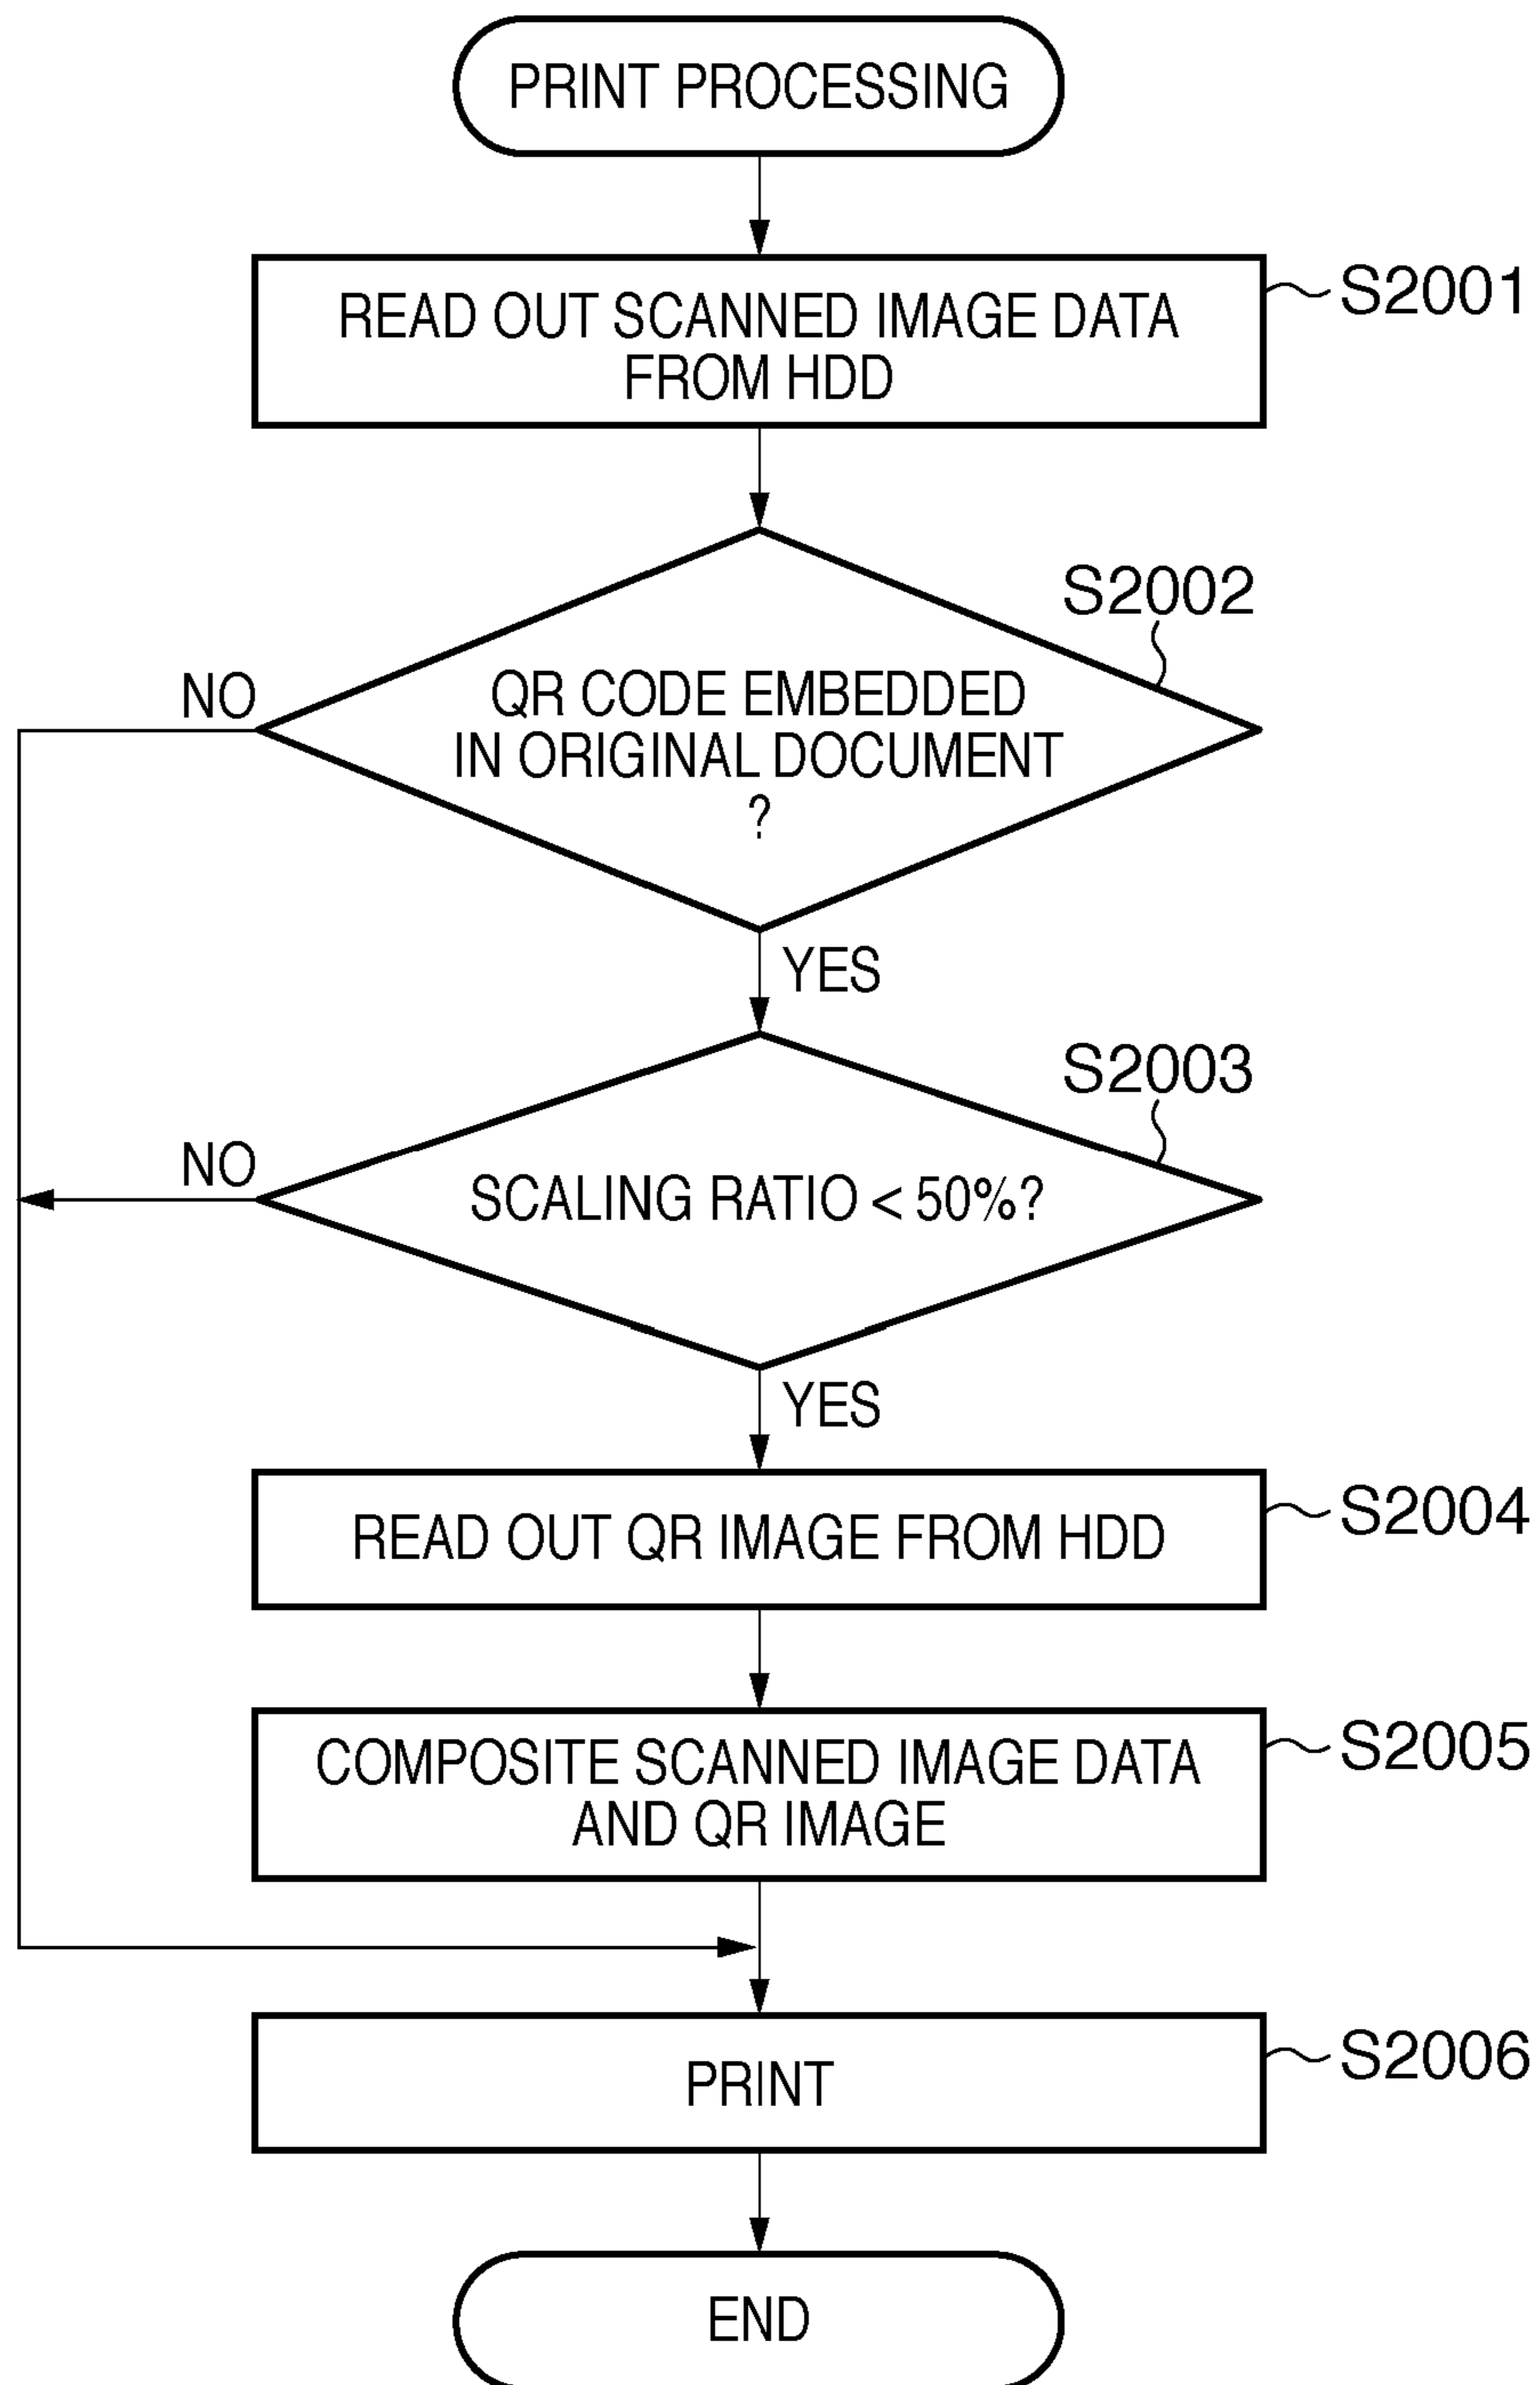 PRINT PROCESSING
READ OUT SCANNED IMAGE DATA
FROM HDD
S2001
S2002
QR CODE EMBEDDED
IN ORIGINAL DOCUMENT
?
NO
YES
S2003
SCALING RATIO < 50%?
NO
YES
READ OUT QR IMAGE FROM HDD
S2004
COMPOSITE SCANNED IMAGE DATA
AND QR IMAGE
S2005
PRINT
S2006
END